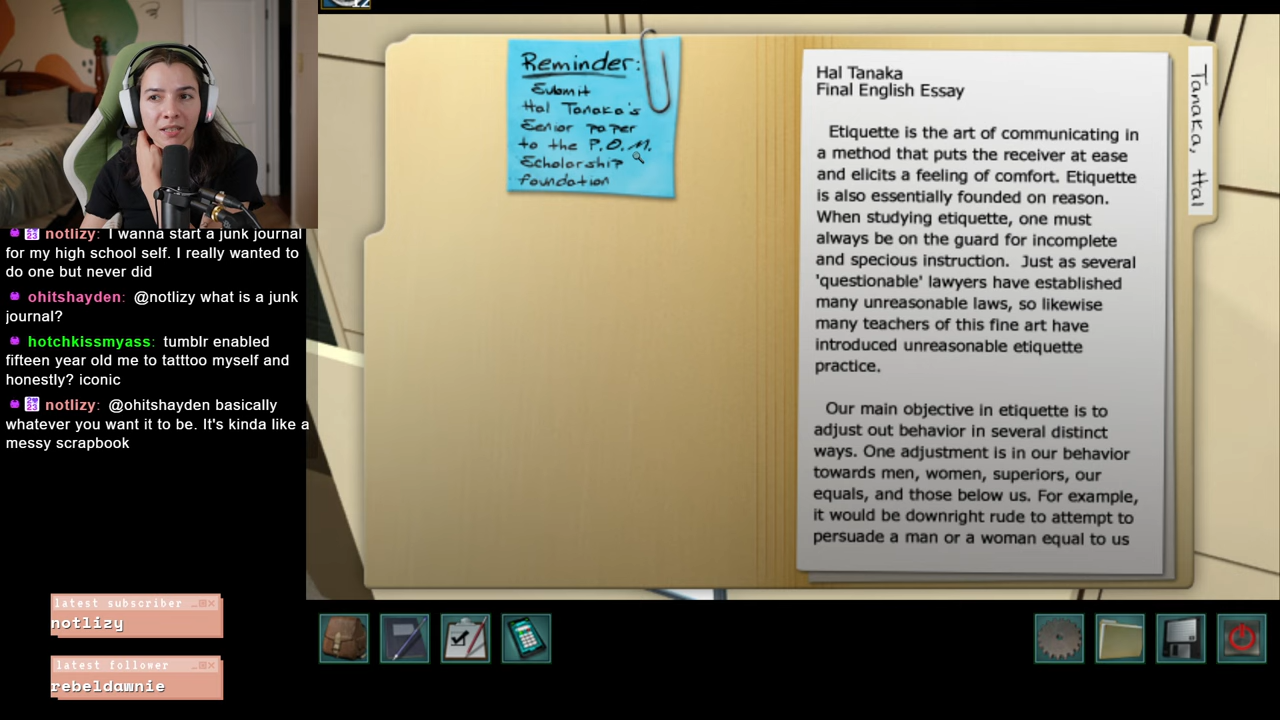 notlizy: I wanna start a junk journal
for my high school self. I really wanted to
do one but never did
ohitshayden: @notlizy what is a junk
journal?
hotchkissmyass: tumblr enabled
fifteen year old me to tatttoo myself and
honestly? iconic
notlizy: @ohitshayden basically
whatever you want it to be. It's kinda like a
messy scrapbook
latest subscriber
notlizy
latest follower
rebeldawnie
Reminder:
Submit
Hal Tanaka's
Senior paper
to the P.O.M.
Scholarship
foundation
Hal Tanaka
Final English Essay
Etiquette is the art of communicating in
a method that puts the receiver at ease
and elicits a feeling of comfort. Etiquette
is also essentially founded on reason.
When studying etiquette, one must
always be on the guard for incomplete
and specious instruction. Just as several
'questionable' lawyers have established
many unreasonable laws, so likewise
many teachers of this fine art have
introduced unreasonable etiquette
practice.
Our main objective in etiquette is to
adjust out behavior in several distinct
ways. One adjustment is in our behavior
towards men, women, superiors, our
equals, and those below us. For example,
it would be downright rude to attempt to
persuade a man or a woman equal to us
Tanaka, Hal